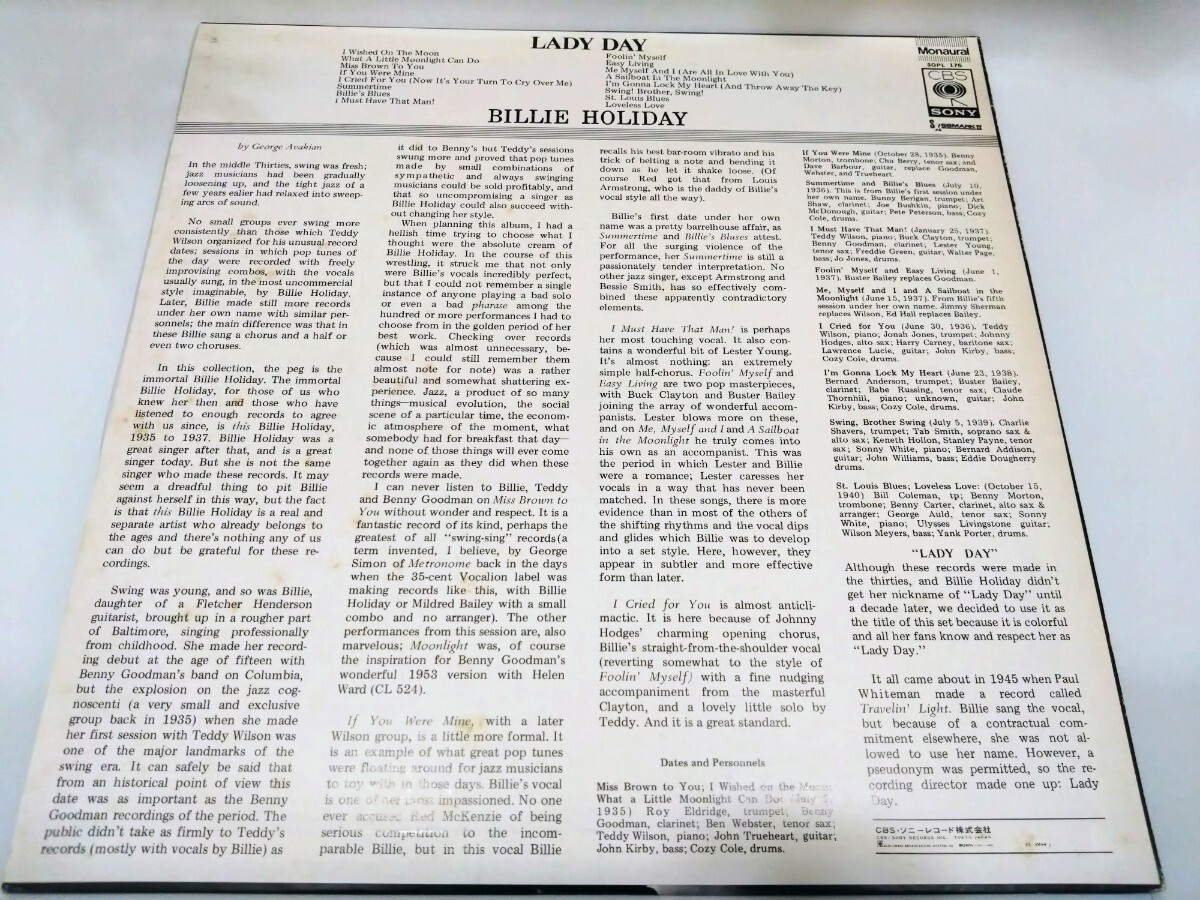 LADY DAY
I Wished On The Moon
What A Little Moonlight Can Do
Miss Brown To You
If You Were Mine
I Cried For You (Now It's Your Turn To Cry Over Me)
Summertime
Billie's Blues
I Must Have That Man!
Foolin' Myself
Easy Living
Me Myself And I (Are All In Love With You)
A Sailboat In The Moonlight
I'm Gonna Lock My Heart (And Throw Away The Key)
Swing! Brother, Swing!
St. Louis Blues
Loveless Love
BILLIE HOLIDAY
Monaural
SOPL 176
CBS
SONY
by George Avakian
In the middle Thirties, swing was fresh;
jazz musicians had been gradually
loosening up, and the tight jazz of a
few years ealier had relaxed into sweep-
ing arcs of sound.
No small groups ever swing more
consistently than those which Teddy
Wilson organized for his unusual record
dates; sessions in which pop tunes of
the day were recorded with freely
improvising combos, with the vocals
usually sung, in the most uncommercial
style imaginable, by Billie Holiday.
Later, Billie made still more records
under her own name with similar per-
sonnels; the main difference was that in
these Billie sang a chorus and a half or
even two choruses.
In this collection, the peg is the
immortal Billie Holiday. The immortal
Billie Holiday, for those of us who
knew her then and those who have
listened to enough records to agree
with us since, is this Billie Holiday,
1935 to 1937. Billie Holiday was a
great singer after that, and is a great
singer today. But she is not the same
singer who made these records. It may
seem a dreadful thing to pit Billie
against herself in this way, but the fact
is that this Billie Holiday is a real and
separate artist who already belongs to
the ages and there's nothing any of us
can do but be grateful for these re-
cordings.
Swing was young, and so was Billie,
daughter of a Fletcher Henderson
guitarist, brought up in a rougher part
of Baltimore, singing professionally
from childhood. She made her record-
ing debut at the age of fifteen with
Benny Goodman's band on Columbia,
but the explosion on the jazz cog-
noscenti (a very small and exclusive
group back in 1935) when she made
her first session with Teddy Wilson was
one of the major landmarks of the
swing era. It can safely be said that
from an historical point of view this
date was as important as the Benny
Goodman recordings of the period. The
public didn't take as firmly to Teddy's
records (mostly with vocals by Billie) as
it did to Benny's but Teddy's sessions
swung more and proved that pop tunes
made by small combinations of
sympathetic and always swinging
musicians could be sold profitably, and
that so uncompromising a singer as
Billie Holiday could also succeed with-
out changing her style.
When planning this album, I had a
hellish time trying to choose what I
thought were the absolute cream of
Billie Holiday. In the course of this
wrestling, it struck me that not only
were Billie's vocals incredibly perfect,
but that I could not remember a single
instance of anyone playing a bad solo
or even a bad pharase among the
hundred or more performances I had to
choose from in the golden period of her
best work. Checking over records
(which was almost unnecessary, be-
cause I could still remember them
almost note for note) was a rather
beautiful and somewhat shattering ex-
perience. Jazz, a product of so many
things—musical evolution, the social
scene of a particular time, the econom-
ic atmosphere of the moment, what
somebody had for breakfast that day—
and none of those things will ever come
together again as they did when these
records were made.
I can never listen to Billie, Teddy
and Benny Goodman on Miss Brown to
You without wonder and respect. It is a
fantastic record of its kind, perhaps the
greatest of all "swing-sing" records(a
term invented, I believe, by George
Simon of Metronome back in the days
when the 35-cent Vocalion label was
making records like this, with Billie
Holiday or Mildred Bailey with a small
combo and no arranger). The other
performances from this session are, also
marvelous; Moonlight was, of course
the inspiration for Benny Goodman's
wonderful 1953 version with Helen
Ward (CL 524).
If You Were Mine, with a later
Wilson group, is a little more formal. It
is an example of what great pop tunes
were floating around for jazz musicians
to toy with in those days. Billie's vocal
is one of her most impassioned. No one
ever accused Red McKenzie of being
serious competition to the incom-
parable Billie, but in this vocal Billie
recalls his best bar-room vibrato and his
trick of belting a note and bending it
down as he let it shake loose. (Of
course Red got that from Louis
Armstrong, who is the daddy of Billie's
vocal style all the way).
Billie's first date under her own
name was a pretty barrelhouse affair, as
Summertime and Billie's Blues attest.
For all the surging violence of the
performance, her Summertime is still a
passionately tender interpretation. No
other jazz singer, except Armstrong and
Bessie Smith, has so effectively com-
bined these apparently contradictory
elements.
I Must Have That Man! is perhaps
her most touching vocal. It also con-
tains a wonderful bit of Lester Young.
It's almost nothing: an extremely
simple half-chorus. Foolin' Myself and
Easy Living are two pop masterpieces,
with Buck Clayton and Buster Bailey
joining the array of wonderful accom-
panists. Lester blows more on these,
and on Me, Myself and I and A Sailboat
in the Moonlight he truly comes into
his own as an accompanist. This was
the period in which Lester and Billie
were a romance; Lester caresses her
vocals in a way that has never been
matched. In these songs, there is more
evidence than in most of the others of
the shifting rhythms and the vocal dips
and glides which Billie was to develop
into a set style. Here, however, they
appear in subtler and more effective
form than later.
I Cried for You is almost anticli-
mactic. It is here because of Johnny
Hodges' charming opening chorus,
Billie's straight-from-the-shoulder vocal
(reverting somewhat to the style of
Foolin' Myself) with a fine nudging
accompaniment from the masterful
Clayton, and a lovely little solo by
Teddy. And it is a great standard.
Dates and Personnels
Miss Brown to You; I Wished on the Moon;
What a Little Moonlight Can Do: (July 2,
1935) Roy Eldridge, trumpet; Benny
Goodman, clarinet; Ben Webster, tenor sax;
Teddy Wilson, piano; John Trueheart, guitar,
John Kirby, bass; Cozy Cole, drums.
If You Were Mine (October 28, 1935). Benny
Morton, trombone; Chu Berry, tenor sax; and
Dave Barbour, guitar, replace Goodman,
Webster, and Trueheart.
Summertime and Billie's Blues (July 10,
1936). This is from Billie's first session under
her own name. Bunny Berigan, trumpet; Art
Shaw, clarinet; Joe Bushkin, piano; Dick
McDonough, guitar; Pete Peterson, bass; Cozy
Cole, drums.
I Must Have That Man! (January 25, 1937).
Teddy Wilson, piano; Buck Clayton, trumpet;
Benny Goodman, clarinet; Lester Young,
tenor sax; Freddie Green, guitar; Walter Page,
bass; Jo Jones, drums.
Foolin' Myself and Easy Living (June 1,
1937). Buster Bailey replaces Goodman.
Me, Myself and I and A Sailboat in the
Moonlight (June 15, 1937). From Billie's fifth
session under her own name. Jimmy Sherman
replaces Wilson, Ed Hall replaces Bailey.
I Cried for You (June 30, 1936). Teddy
Wilson, piano; Jonah Jones, trumpet; Johnny
Hodges, alto sax; Harry Carney, baritone sax;
Lawrence Lucie, guitar; John Kirby, bass;
Cozy Cole, drums.
I'm Gonna Lock My Heart (June 23, 1938).
Bernard Anderson, trumpet; Buster Bailey,
clarinet; Babe Russing, tenor sax; Claude
Thornhill, piano; unknown, guitar; John
Kirby, bass; Cozy Cole, drums.
Swing, Brother Swing (July 5, 1939). Charlie
Shavers, trumpet; Tab Smith, soprano sax &
alto sax; Keneth Hollon, Stanley Payne, tenor
sax; Sonny White, piano; Bernard Addison,
guitar; John Williams, bass; Eddie Dougherty
drums.
St. Louis Blues; Loveless Love: (October 15,
1940) Bill Coleman, tp; Benny Morton,
trombone; Benny Carter, clarinet, alto sax &
arranger; George Auld, tenor sax; Sonny
White, piano; Ulysses Livingstone guitar;
Wilson Meyers, bass; Yank Porter, drums.
"LADY DAY"
Although these records were made in
the thirties, and Billie Holiday didn't
get her nickname of "Lady Day" until
a decade later, we decided to use it as
the title of this set because it is colorful
and all her fans know and respect her as
"Lady Day."
It all came about in 1945 when Paul
Whiteman made a record called
Travelin' Light. Billie sang the vocal,
but because of a contractual com-
mitment elsewhere, she was not al-
lowed to use her name. However, a
pseudonym was permitted, so the re-
cording director made one up: Lady
Day.
CBS・ソニーレコード株式会社